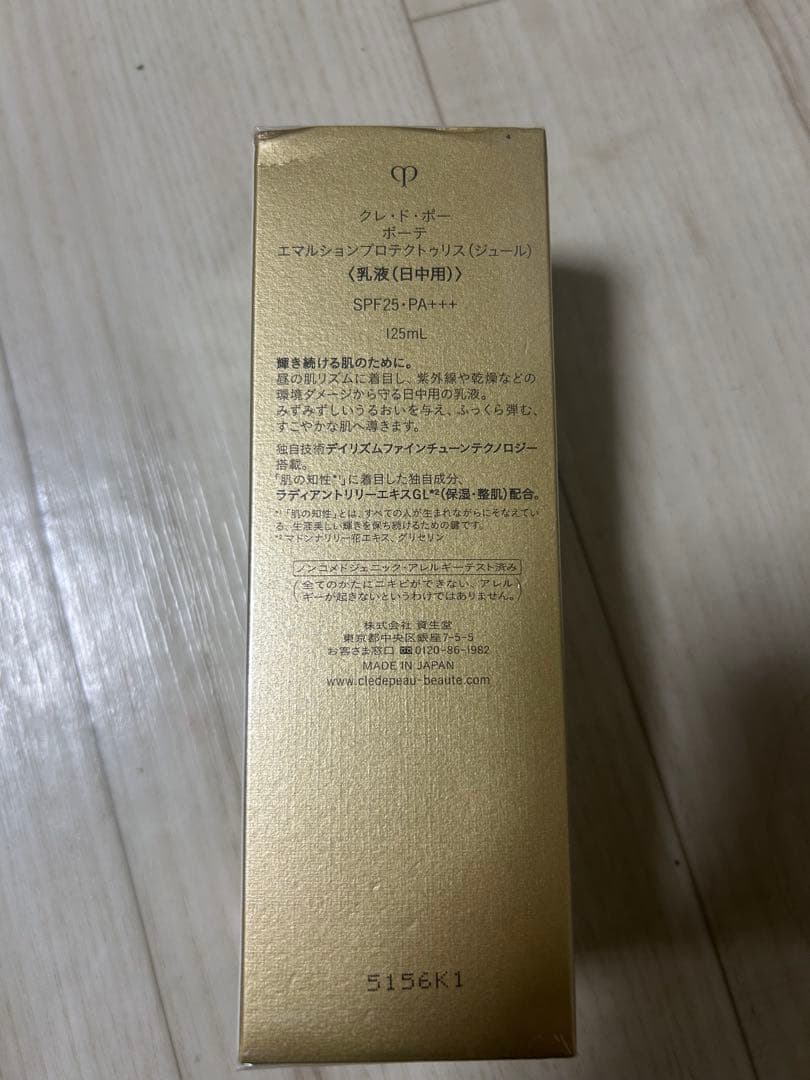 クレ・ド・ポー
ボーテ
エマルションプロテクトゥリス(ジュール)
〈乳液(日中用)〉
SPF25・PA+++
125mL
輝き続ける肌のために。
昼の肌リズムに着目し、紫外線や乾燥などの
環境ダメージから守る日中用の乳液。
みずみずしいうるおいを与え、ふっくら弾む、
すこやかな肌へ導きます。
独自技術デイリズムファインチューンテクノロジー
搭載。
「肌の知性*¹」に着目した独自成分、
ラディアントリリーエキスGL*²(保湿・整肌)配合。
*¹「肌の知性」とは、すべての人が生まれながらにそなえてい
る、生涯美しい輝きを保ち続けるための鍵です。
*² マドンナリリー花エキス、グリセリン
ノンコメドジェニック・アレルギーテスト済み
(全てのかたにニキビができない、アレル
ギーが起きないというわけではありません。)
株式会社 資生堂
東京都中央区銀座7-5-5
お客さま窓口 0120-86-1982
MADE IN JAPAN
www.cledepeau-beaute.com
5156K1